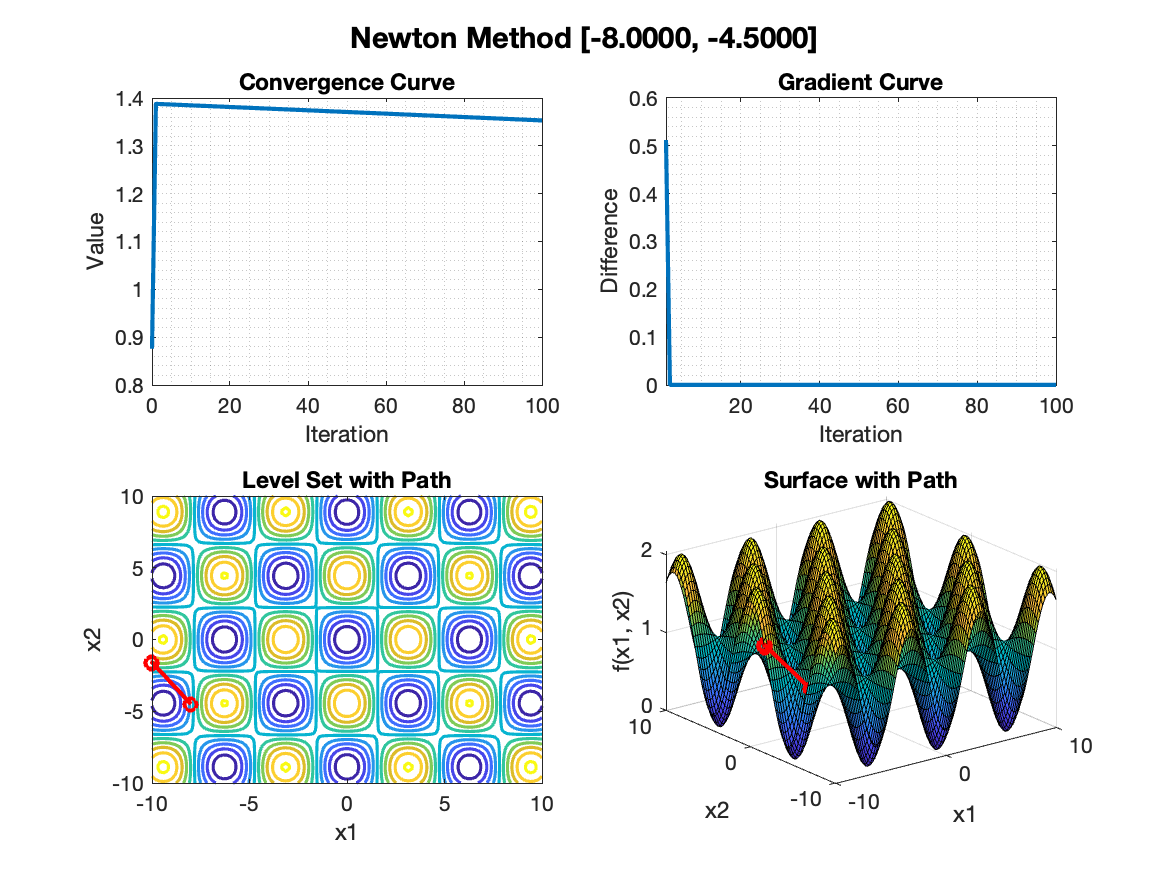 Newton Method [-8.0000, -4.5000]
Convergence Curve
1.4
1.3
1.2
1.1
1
0.9
0.8
Value
0 20 40 60 80 100
Iteration
Gradient Curve
0.6
0.5
0.4
0.3
0.2
0.1
0
Difference
20 40 60 80 100
Iteration
Level Set with Path
10
5
0
-5
-10
x2
-10 -5 0 5 10
x1
Surface with Path
2
1
0
f(x1, x2)
10
0
-10
x2
-10
0
10
x1